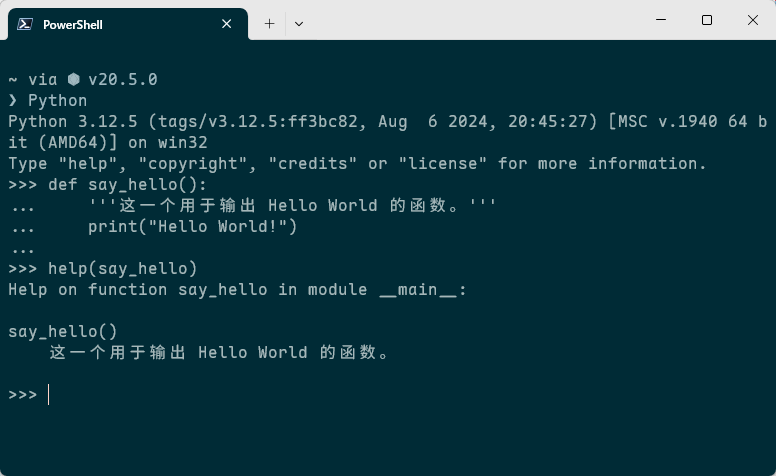 PowerShell
~ via ⬢ v20.5.0
❯ Python
Python 3.12.5 (tags/v3.12.5:ff3bc82, Aug  6 2024, 20:45:27) [MSC v.1940 64 b
it (AMD64)] on win32
Type "help", "copyright", "credits" or "license" for more information.
>>> def say_hello():
...     '''这一个用于输出 Hello World 的函数。'''
...     print("Hello World!")
...
>>> help(say_hello)
Help on function say_hello in module __main__:
say_hello()
    这一个用于输出 Hello World 的函数。
>>>